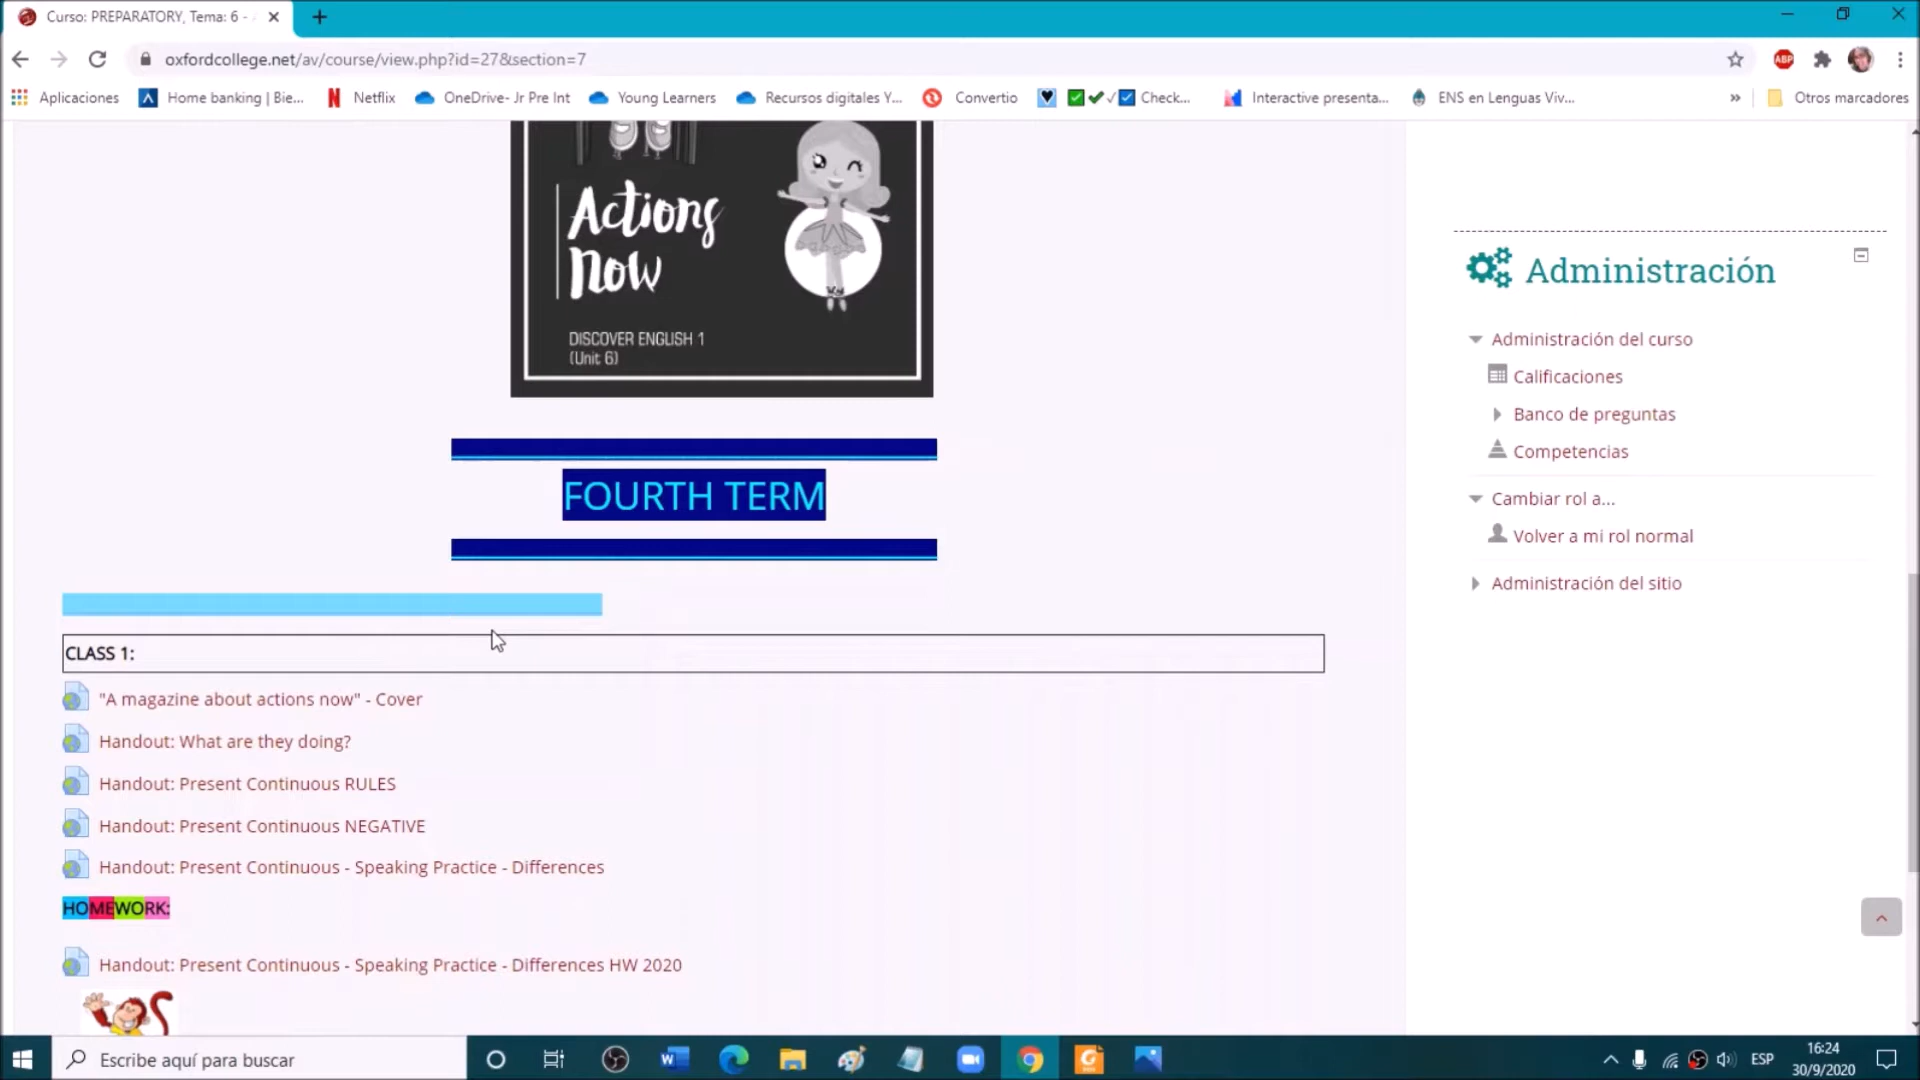 Curso: PREPARATORY, Tema: 6 -
oxfordcollege.net/av/course/view.php?id=27&section=7
ABP
Aplicaciones
Home banking | Bie...
Netflix
OneDrive- Jr Pre Int
Young Learners
Recursos digitales Y...
Convertio
Check...
Interactive presenta...
ENS en Lenguas Viv...
»
Otros marcadores
Actions
Now
DISCOVER ENGLISH 1
(Unit 6)
FOURTH TERM
CLASS 1:
"A magazine about actions now" - Cover
Handout: What are they doing?
Handout: Present Continuous RULES
Handout: Present Continuous NEGATIVE
Handout: Present Continuous - Speaking Practice - Differences
HOMEWORK:
Handout: Present Continuous - Speaking Practice - Differences HW 2020
Administración
Administración del curso
Calificaciones
Banco de preguntas
Competencias
Cambiar rol a...
Volver a mi rol normal
Administración del sitio
Escribe aquí para buscar
ESP
16:24
30/9/2020